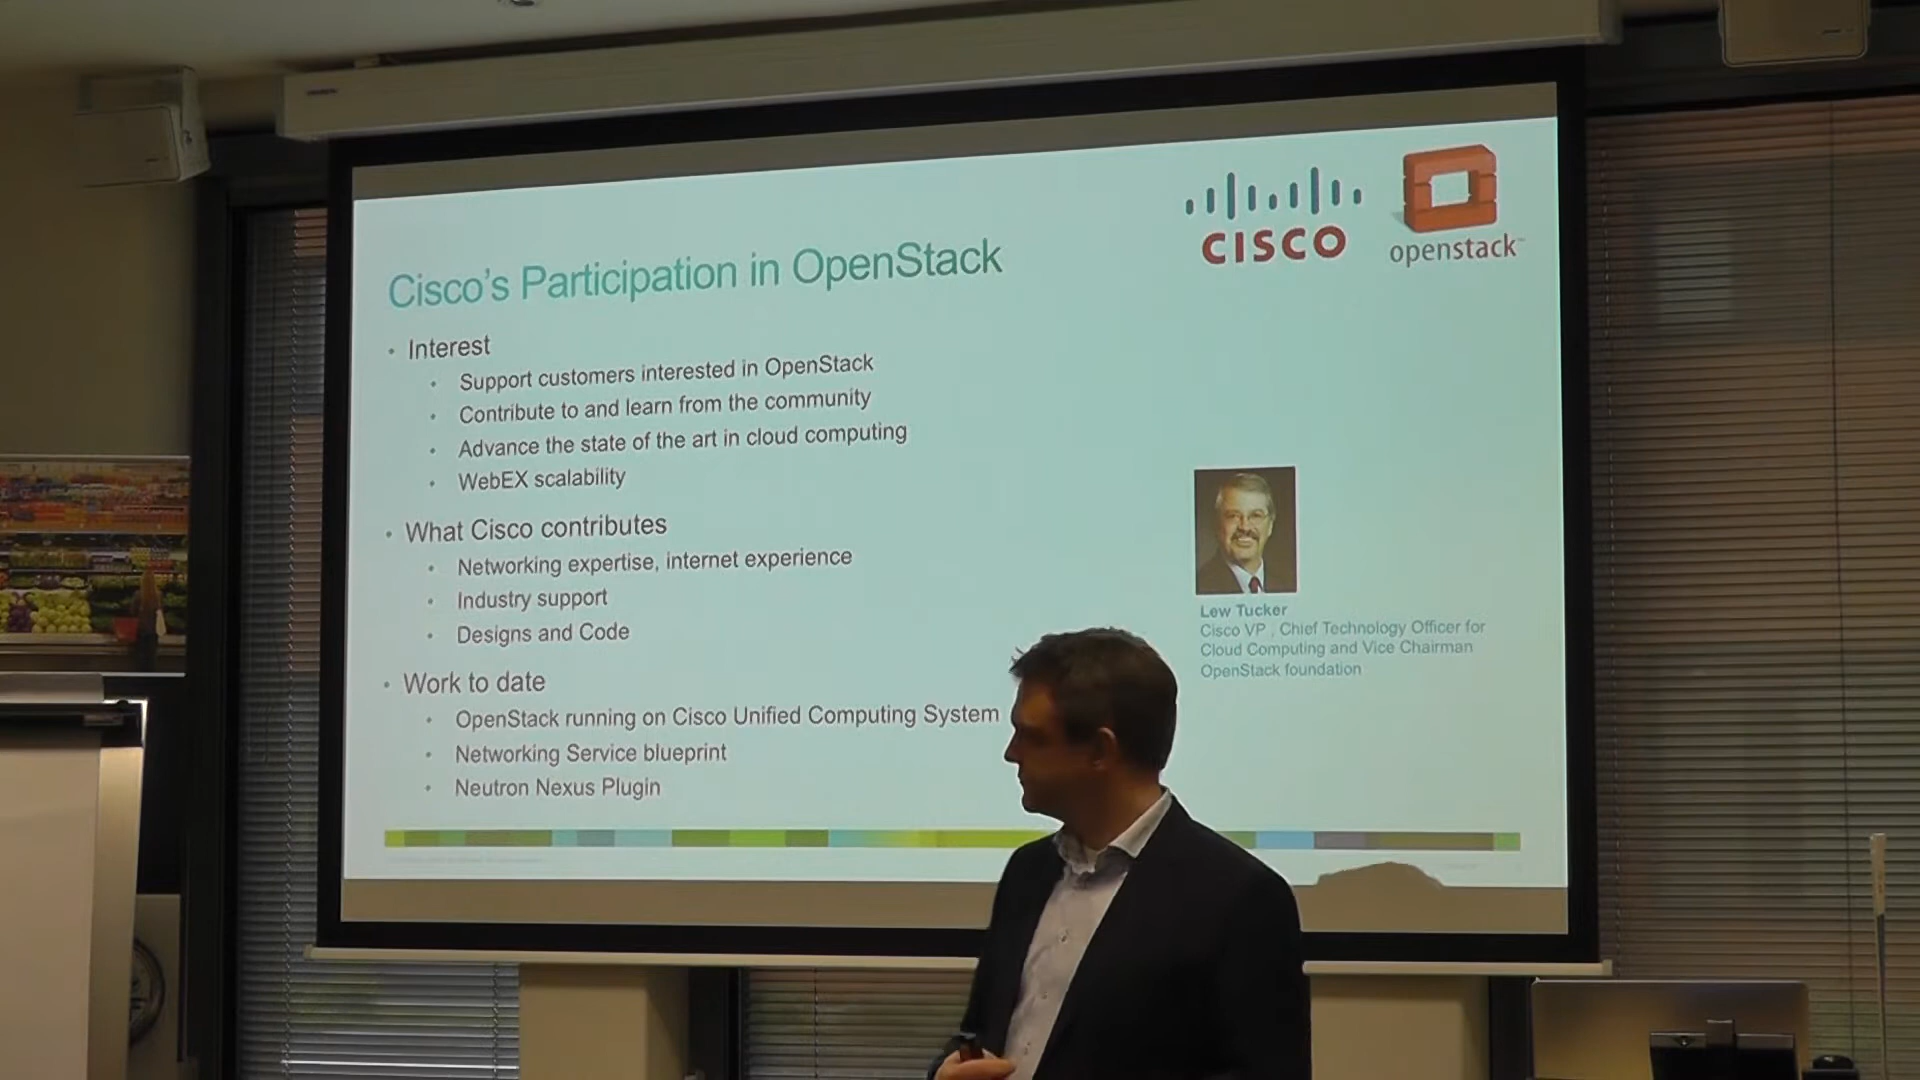 CISCO
openstack
Cisco's Participation in OpenStack
• Interest
• Support customers interested in OpenStack
• Contribute to and learn from the community
• Advance the state of the art in cloud computing
• WebEX scalability
• What Cisco contributes
• Networking expertise, internet experience
• Industry support
• Designs and Code
• Work to date
• OpenStack running on Cisco Unified Computing System
• Networking Service blueprint
• Neutron Nexus Plugin
Lew Tucker
Cisco VP , Chief Technology Officer for
Cloud Computing and Vice Chairman
OpenStack foundation